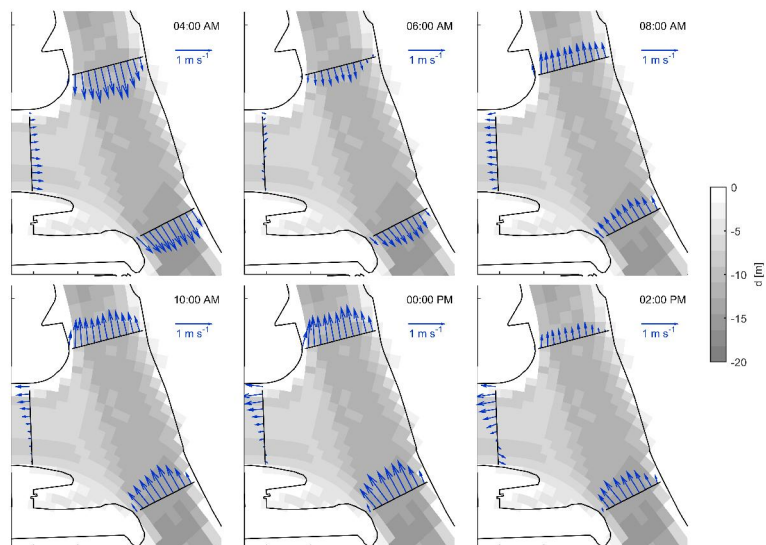 04:00 AM
1 m s-1
06:00 AM
1 m s-1
08:00 AM
1 m s-1
10:00 AM
1 m s-1
00:00 PM
1 m s-1
02:00 PM
1 m s-1
0
-5
-10
-15
-20
d [m]